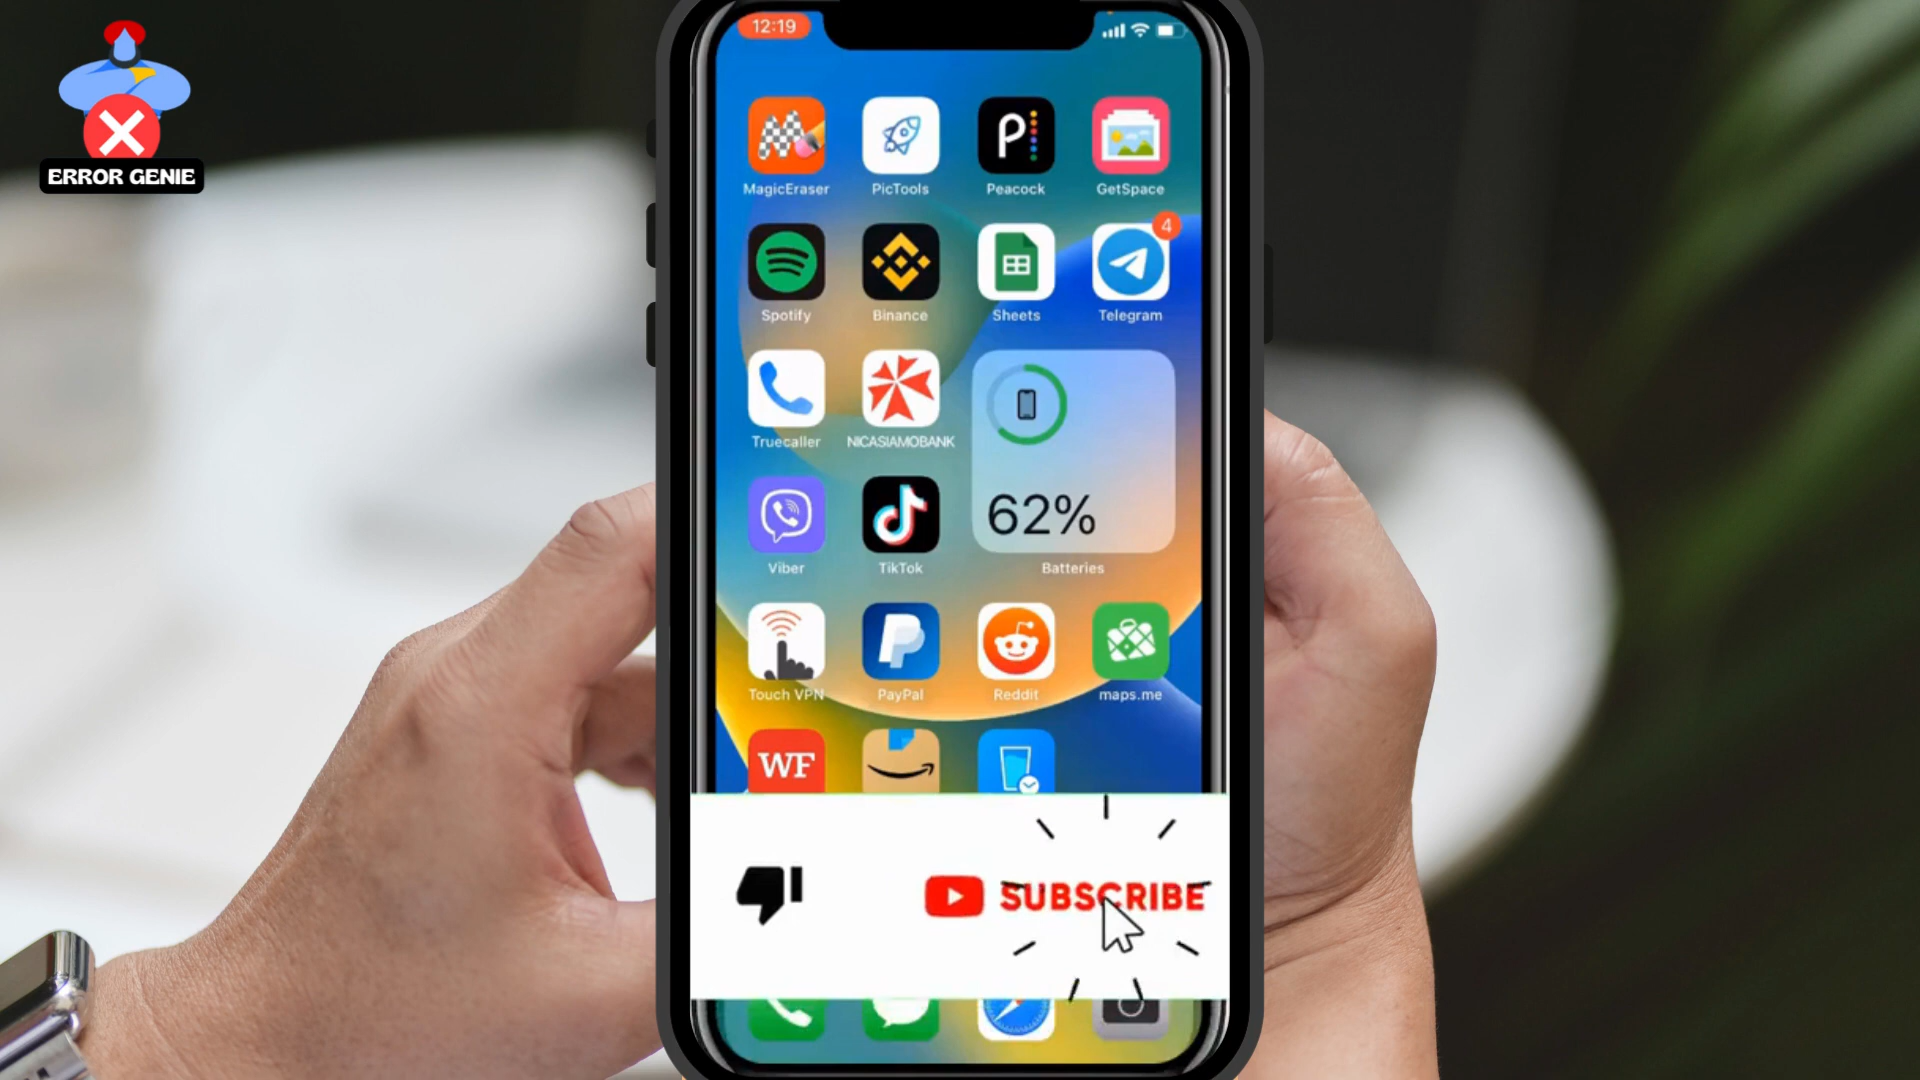 12:19
ERROR GENIE
MagicEraser PicTools Peacock GetSpace
4
Spotify Binance Sheets Telegram
Truecaller NICASIAMOBANK
62%
Viber TikTok Batteries
Touch VPN PayPal Reddit maps.me
WF
SUBSCRIBE